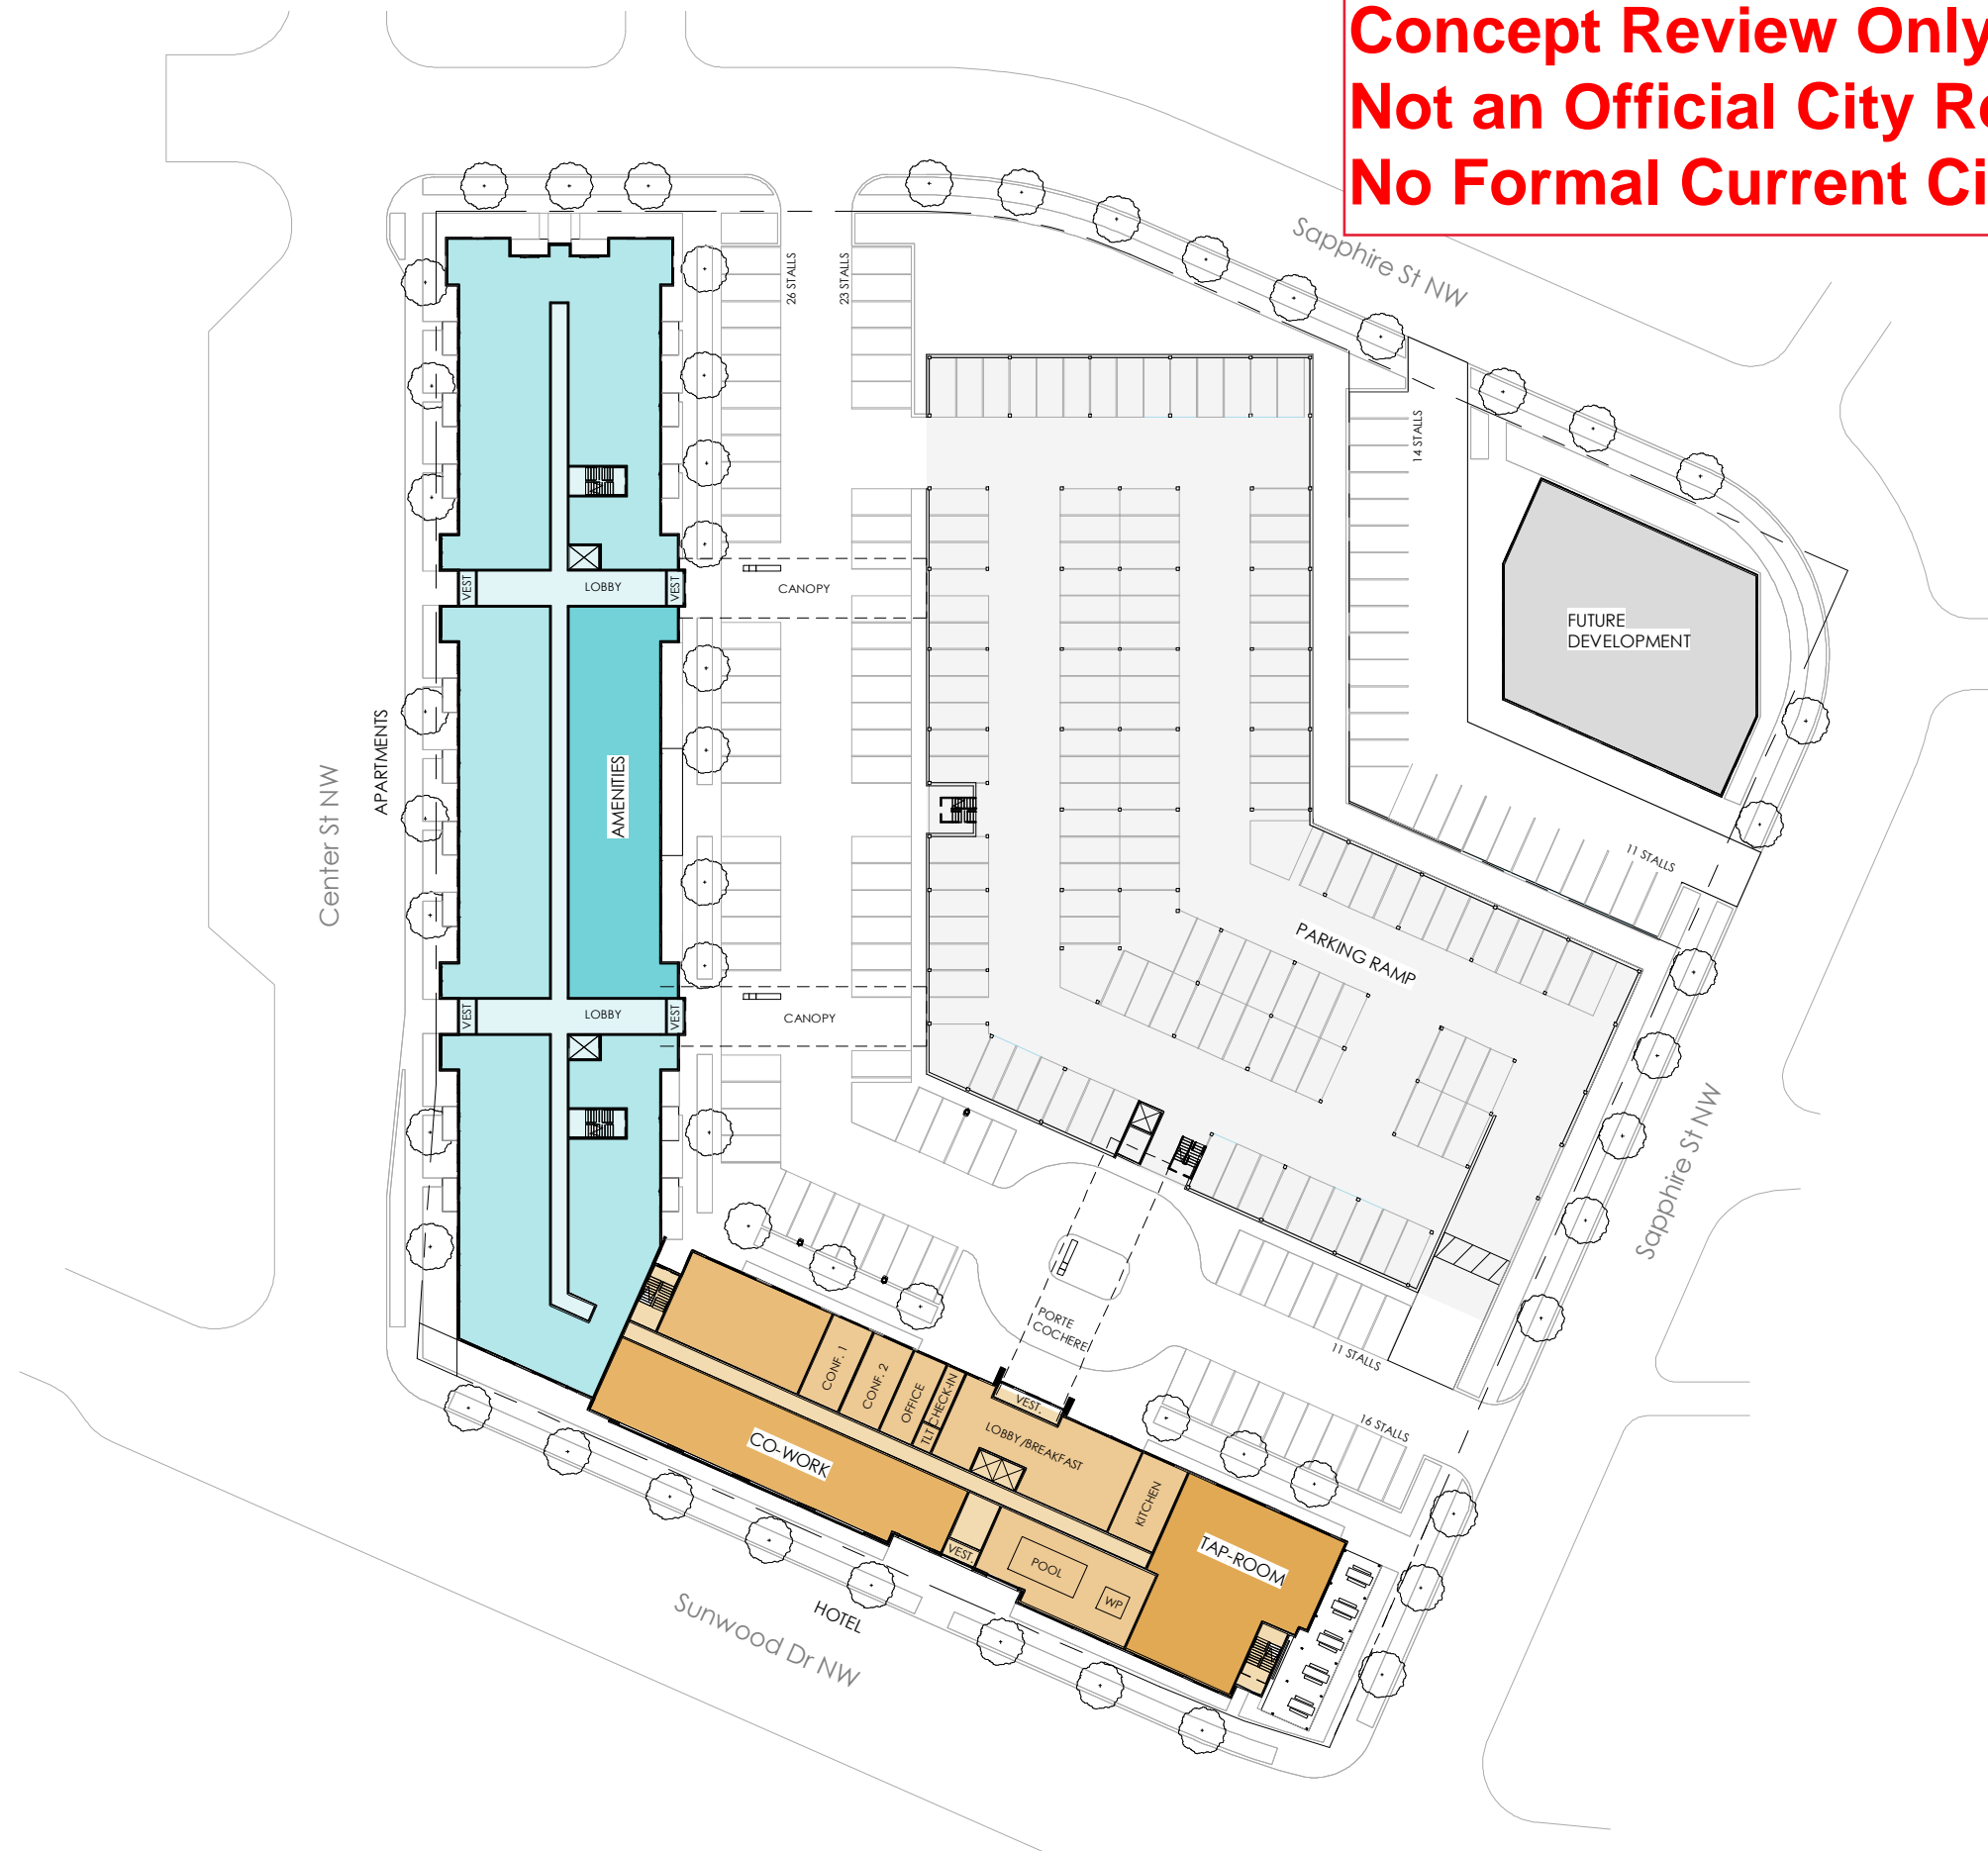 Concept Review Only
Not an Official City Re
No Formal Current Ci
Sapphire St NW
26 STALLS
23 STALLS
14 STALLS
VEST
LOBBY
VEST
CANOPY
FUTURE
DEVELOPMENT
APARTMENTS
Center St NW
AMENITIES
11 STALLS
PARKING RAMP
VEST
LOBBY
VEST
CANOPY
Sapphire St NW
PORTE
COCHERE
11 STALLS
CONF. 1
CONF. 2
OFFICE
CHECK-IN
TLT
VEST.
LOBBY/BREAKFAST
16 STALLS
CO-WORK
KITCHEN
VEST.
POOL
WP
TAP-ROOM
HOTEL
Sunwood Dr NW